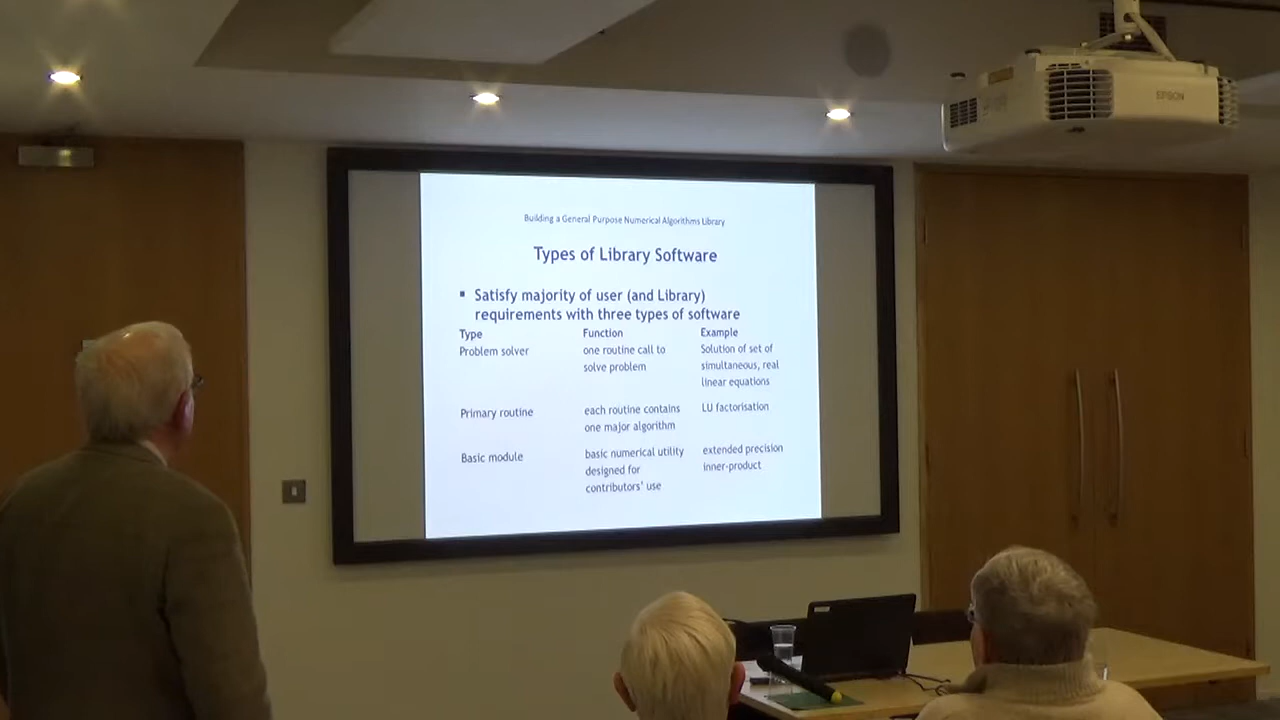 EPSON
Building a General Purpose Numerical Algorithms Library
Types of Library Software
▪ Satisfy majority of user (and Library)
requirements with three types of software
Type Function Example
Problem solver one routine call to Solution of set of
solve problem simultaneous, real
linear equations
Primary routine each routine contains LU factorisation
one major algorithm
Basic module basic numerical utility extended precision
designed for inner-product
contributors' use